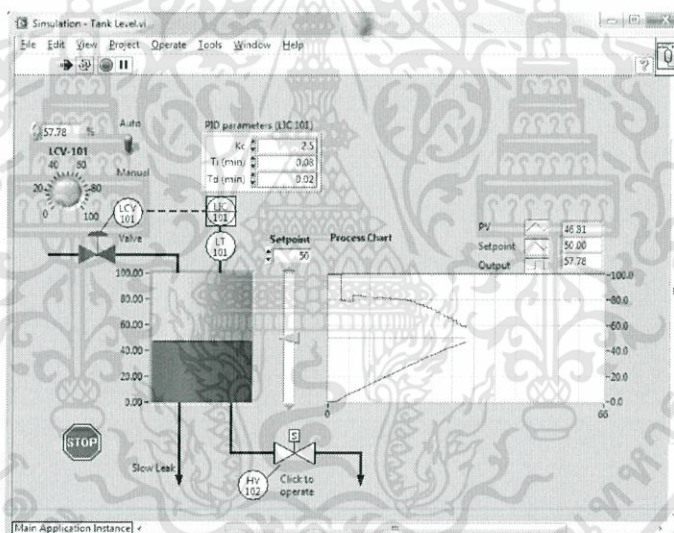 Simulation - Tank Level.vi
File Edit View Project Operate Tools Window Help
57.78 %
Auto
LCV-101
Manual
40 50
20 80
0 100
PID parameters (LIC 101)
Kc 2.5
Ti (min) 0.08
Td (min) 0.02
LCV 101
LIC 101
LT 101
Valve
Setpoint
50
Process Chart
PV 46.81
Setpoint 50.00
Output 57.78
100.00
80.00
60.00
40.00
20.00
0.00
100.0
80.0
60.0
40.0
20.0
0.0
0
66
STOP
Slow Leak
S
HV 102
Click to operate
Main Application Instance